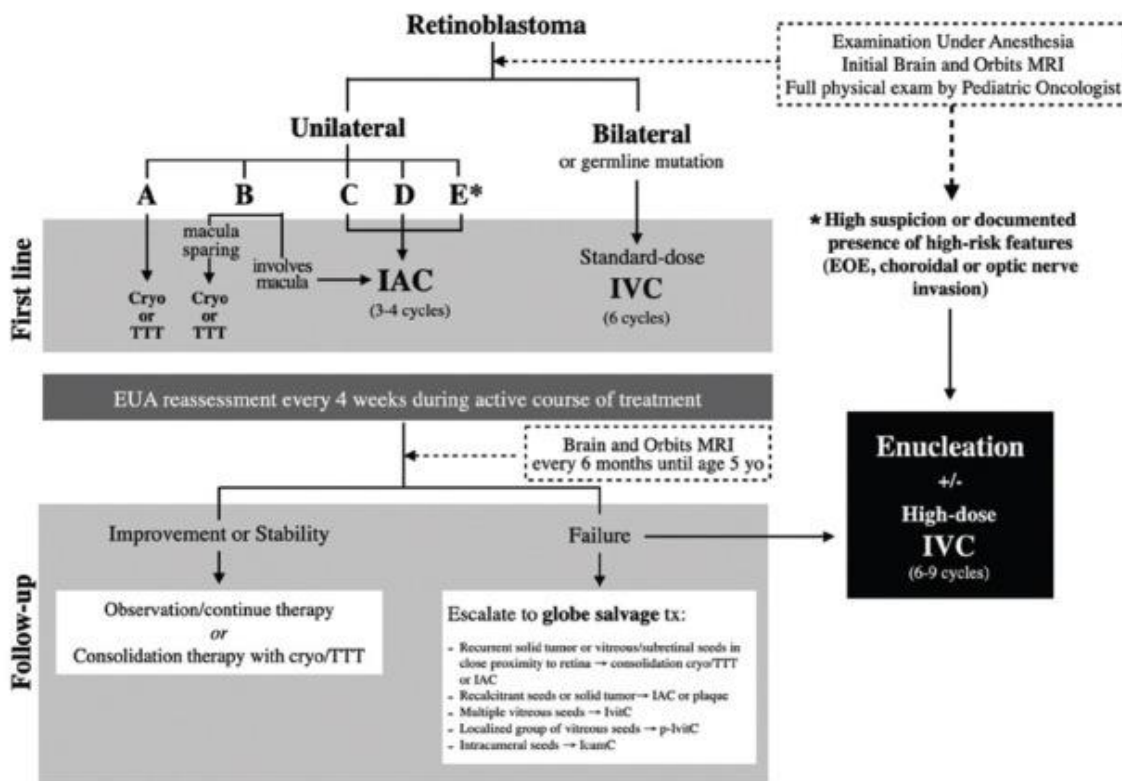 Retinoblastoma
Examination Under Anesthesia
Initial Brain and Orbits MRI
Full physical exam by Pediatric Oncologist
Unilateral
Bilateral
or germline mutation
A
B
C
D
E*
First line
macula
sparing
involves
macula
Cryo
or
TTT
Cryo
or
TTT
IAC
(3-4 cycles)
Standard-dose
IVC
(6 cycles)
* High suspicion or documented
presence of high-risk features
(EOE, choroidal or optic nerve
invasion)
EUA reassessment every 4 weeks during active course of treatment
Brain and Orbits MRI
every 6 months until age 5 yo
Enucleation
+/-
High-dose
IVC
(6-9 cycles)
Follow-up
Improvement or Stability
Observation/continue therapy
or
Consolidation therapy with cryo/TTT
Failure
Escalate to globe salvage tx:
- Recurrent solid tumor or vitreous/subretinal seeds in
close proximity to retina → consolidation cryo/TTT
or IAC
- Recalcitrant seeds or solid tumor→ IAC or plaque
- Multiple vitreous seeds → IvitC
- Localized group of vitreous seeds → p-IvitC
- Intracameral seeds → IcamC